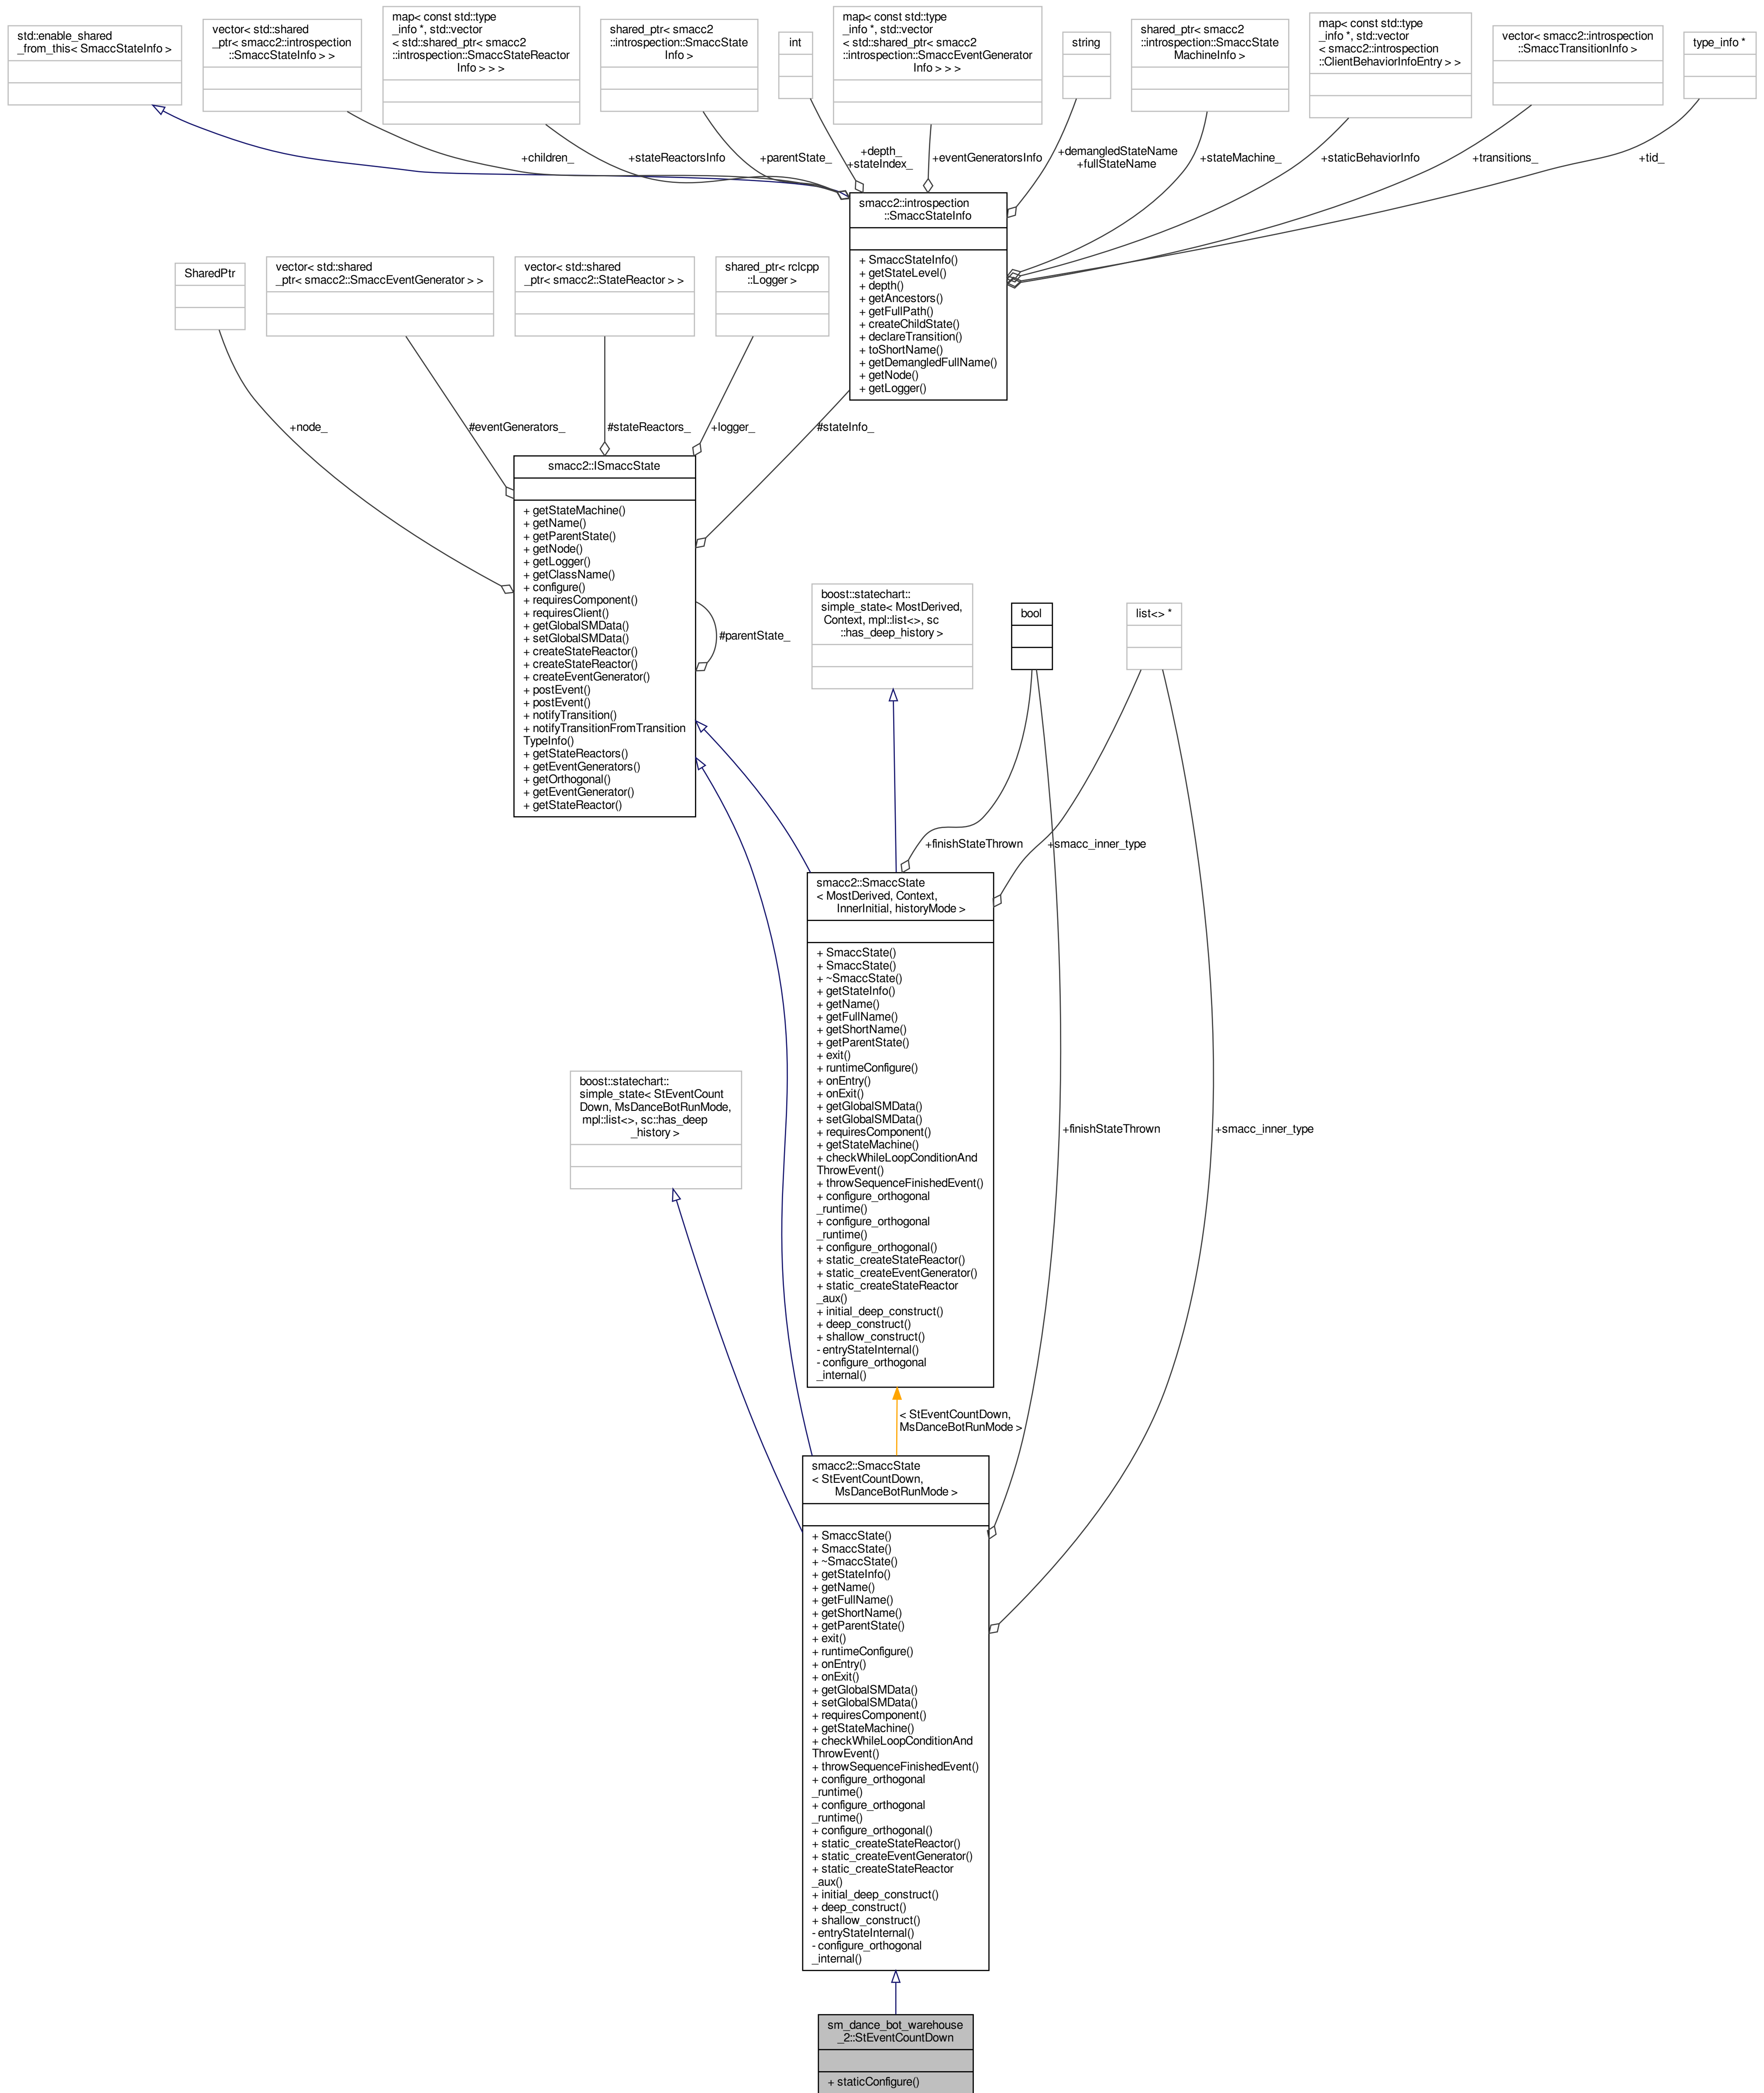 std::enable_shared
_from_this< SmaccStateInfo >
vector< std::shared
_ptr< smacc2::introspection
::SmaccStateInfo > >
map< const std::type
_info *, std::vector
< std::shared_ptr< smacc2
::introspection::SmaccStateReactor
Info > > >
shared_ptr< smacc2
::introspection::SmaccState
Info >
int
map< const std::type
_info *, std::vector
< std::shared_ptr< smacc2
::introspection::SmaccEventGenerator
Info > > >
string
shared_ptr< smacc2
::introspection::SmaccState
MachineInfo >
map< const std::type
_info *, std::vector
< smacc2::introspection
::ClientBehaviorInfoEntry > >
vector< smacc2::introspection
::SmaccTransitionInfo >
type_info *
+children_
+stateReactorsInfo
+parentState_
+depth_
+stateIndex_
+eventGeneratorsInfo
+demangledStateName
+fullStateName
+stateMachine_
+staticBehaviorInfo
+transitions_
+tid_
smacc2::introspection
::SmaccStateInfo
+ SmaccStateInfo()
+ getStateLevel()
+ depth()
+ getAncestors()
+ getFullPath()
+ createChildState()
+ declareTransition()
+ toShortName()
+ getDemangledFullName()
+ getNode()
+ getLogger()
SharedPtr
vector< std::shared
_ptr< smacc2::SmaccEventGenerator > >
vector< std::shared
_ptr< smacc2::StateReactor > >
shared_ptr< rclcpp
::Logger >
+node_
#eventGenerators_
#stateReactors_
+logger_
#stateInfo_
smacc2::ISmaccState
+ getStateMachine()
+ getName()
+ getParentState()
+ getNode()
+ getLogger()
+ getClassName()
+ configure()
+ requiresComponent()
+ requiresClient()
+ getGlobalSMData()
+ setGlobalSMData()
+ createStateReactor()
+ createStateReactor()
+ createEventGenerator()
+ postEvent()
+ postEvent()
+ notifyTransition()
+ notifyTransitionFromTransition
TypeInfo()
+ getStateReactors()
+ getEventGenerators()
+ getOrthogonal()
+ getEventGenerator()
+ getStateReactor()
#parentState_
boost::statechart::
simple_state< MostDerived,
Context, mpl::list<>, sc
::has_deep_history >
bool
list<> *
+finishStateThrown
+smacc_inner_type
smacc2::SmaccState
< MostDerived, Context,
InnerInitial, historyMode >
+ SmaccState()
+ SmaccState()
+ ~SmaccState()
+ getStateInfo()
+ getName()
+ getFullName()
+ getShortName()
+ getParentState()
+ exit()
+ runtimeConfigure()
+ onEntry()
+ onExit()
+ getGlobalSMData()
+ setGlobalSMData()
+ requiresComponent()
+ getStateMachine()
+ checkWhileLoopConditionAnd
ThrowEvent()
+ throwSequenceFinishedEvent()
+ configure_orthogonal
_runtime()
+ configure_orthogonal
_runtime()
+ configure_orthogonal()
+ static_createStateReactor()
+ static_createEventGenerator()
+ static_createStateReactor
_aux()
+ initial_deep_construct()
+ deep_construct()
+ shallow_construct()
- entryStateInternal()
- configure_orthogonal
_internal()
boost::statechart::
simple_state< StEventCount
Down, MsDanceBotRunMode,
mpl::list<>, sc::has_deep
_history >
+finishStateThrown
+smacc_inner_type
< StEventCountDown,
MsDanceBotRunMode >
smacc2::SmaccState
< StEventCountDown,
MsDanceBotRunMode >
+ SmaccState()
+ SmaccState()
+ ~SmaccState()
+ getStateInfo()
+ getName()
+ getFullName()
+ getShortName()
+ getParentState()
+ exit()
+ runtimeConfigure()
+ onEntry()
+ onExit()
+ getGlobalSMData()
+ setGlobalSMData()
+ requiresComponent()
+ getStateMachine()
+ checkWhileLoopConditionAnd
ThrowEvent()
+ throwSequenceFinishedEvent()
+ configure_orthogonal
_runtime()
+ configure_orthogonal
_runtime()
+ configure_orthogonal()
+ static_createStateReactor()
+ static_createEventGenerator()
+ static_createStateReactor
_aux()
+ initial_deep_construct()
+ deep_construct()
+ shallow_construct()
- entryStateInternal()
- configure_orthogonal
_internal()
sm_dance_bot_warehouse
_2::StEventCountDown
+ staticConfigure()